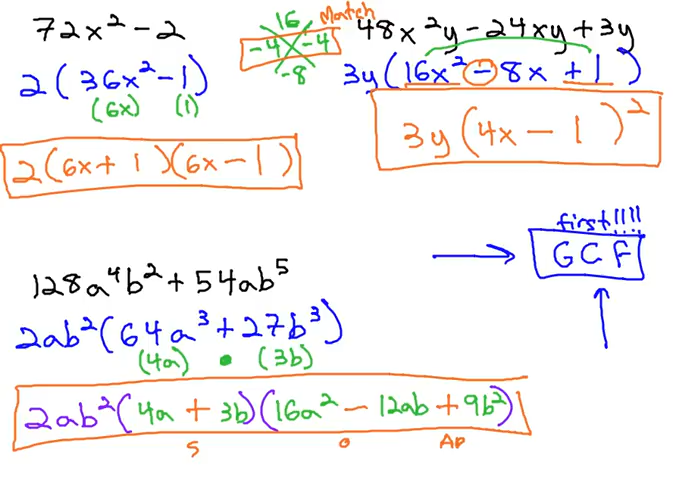 72x² - 2
2(36x² - 1)
(6x) (1)
2(6x + 1)(6x - 1)
16
Match
-4 -4
-8
48x²y - 24xy + 3y
3y(16x² - 8x + 1)
3y(4x - 1)²
first!!!!
GCF
128a⁴b² + 54ab⁵
2ab²(64a³ + 27b³)
(4a) • (3b)
2ab²(4a + 3b)(16a² - 12ab + 9b²)
S O AP